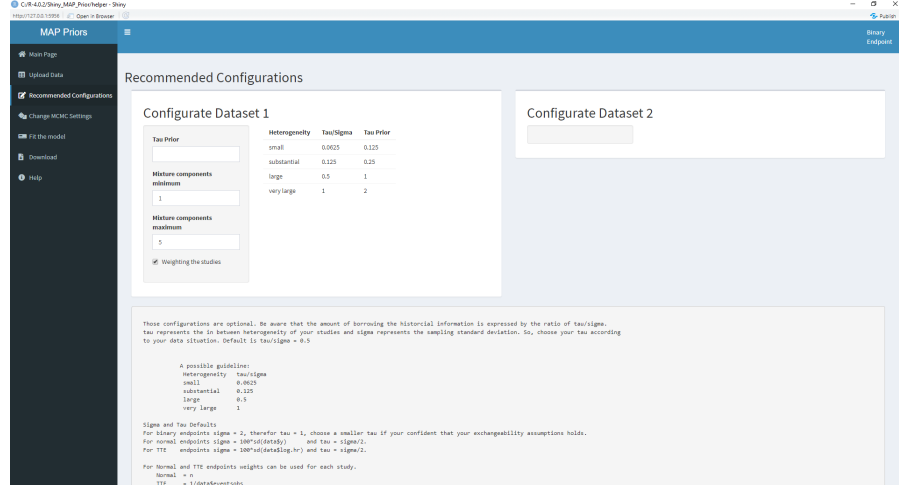 C:/R-4.0.2/Shiny_MAP_Prior/helper - Shiny
http://127.0.0.1:5956 Open in Browser Publish
MAP Priors
Binary Endpoint
Main Page
Upload Data
Recommended Configurations
Change MCMC Settings
Fit the model
Download
Help
Recommended Configurations
Configurate Dataset 1
Tau Prior
Mixture components
minimum
1
Mixture components
maximum
5
Weighting the studies
Heterogeneity Tau/Sigma Tau Prior
small 0.0625 0.125
substantial 0.125 0.25
large 0.5 1
very large 1 2
Configurate Dataset 2
Those configurations are optional. Be aware that the amount of borrowing the historcial information is expressed by the ratio of tau/sigma.
tau represents the in between heterogeneity of your studies and sigma represents the sampling standard deviation. So, choose your tau according
to your data situation. Default is tau/sigma = 0.5
A possible guideline:
Heterogeneity tau/sigma
small 0.0625
substantial 0.125
large 0.5
very large 1
Sigma and Tau Defaults
For binary endpoints sigma = 2, therefor tau = 1, choose a smaller tau if your confident that your exchangeability assumptions holds.
For normal endpoints sigma = 100*sd(data$y) and tau = sigma/2.
For TTE endpoints sigma = 100*sd(data$log.hr) and tau = sigma/2.
For Normal and TTE endpoints weights can be used for each study.
Normal = n
TTE = 1/data$eventsobs